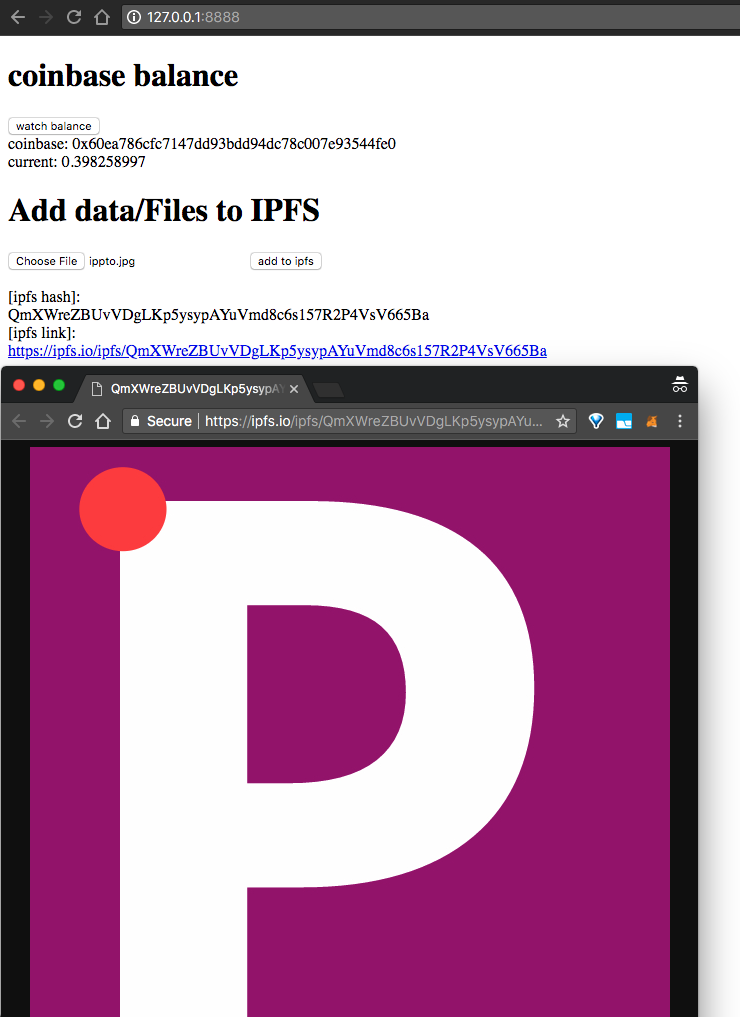 127.0.0.1:8888
coinbase balance
watch balance
coinbase: 0x60ea786cfc7147dd93bdd94dc78c007e93544fe0
current: 0.398258997
Add data/Files to IPFS
Choose File ippto.jpg add to ipfs
[ipfs hash]:
QmXWreZBUvVDgLKp5ysypAYuVmd8c6s157R2P4VsV665Ba
[ipfs link]:
https://ipfs.io/ipfs/QmXWreZBUvVDgLKp5ysypAYuVmd8c6s157R2P4VsV665Ba
QmXWreZBUvVDgLKp5ysypAY
Secure | https://ipfs.io/ipfs/QmXWreZBUvVDgLKp5ysypAYu...
P